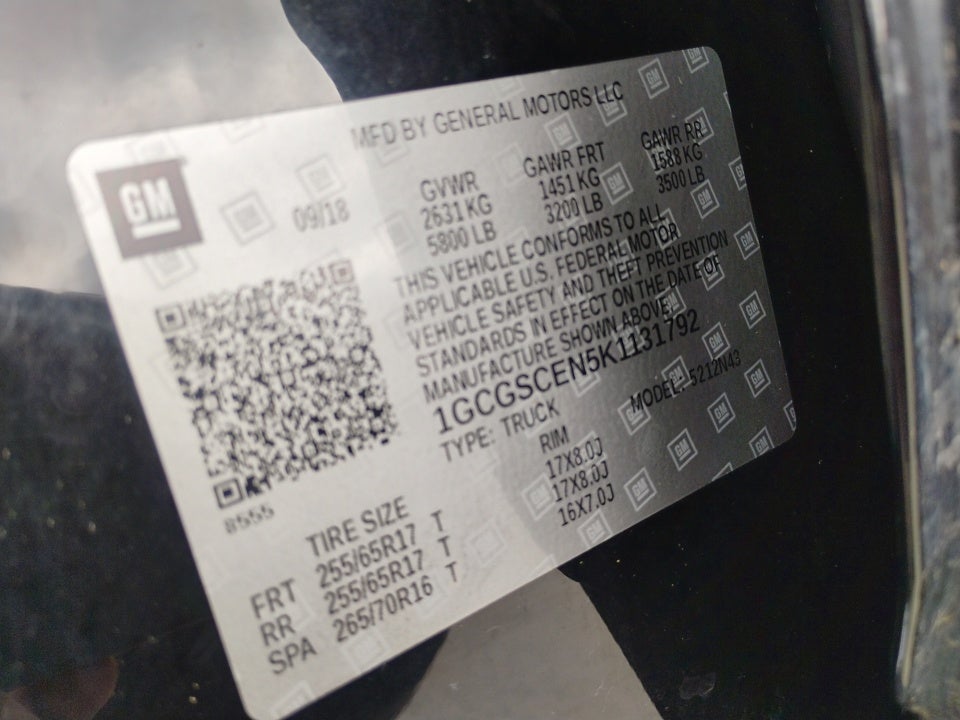 MFD BY GENERAL MOTORS LLC
GM
09/18
GVWR GAWR FRT GAWR RR
2631 KG 1451 KG 1588 KG
5800 LB 3200 LB 3500 LB
THIS VEHICLE CONFORMS TO ALL
APPLICABLE U.S. FEDERAL MOTOR
VEHICLE SAFETY AND THEFT PREVENTION
STANDARDS IN EFFECT ON THE DATE OF
MANUFACTURE SHOWN ABOVE.
1GCGSCEN5K1131792
TYPE: TRUCK MODEL: 5212N43
8555
TIRE SIZE RIM
FRT 255/65R17 T 17X8.0J
RR 255/65R17 T 17X8.0J
SPA 265/70R16 T 16X7.0J